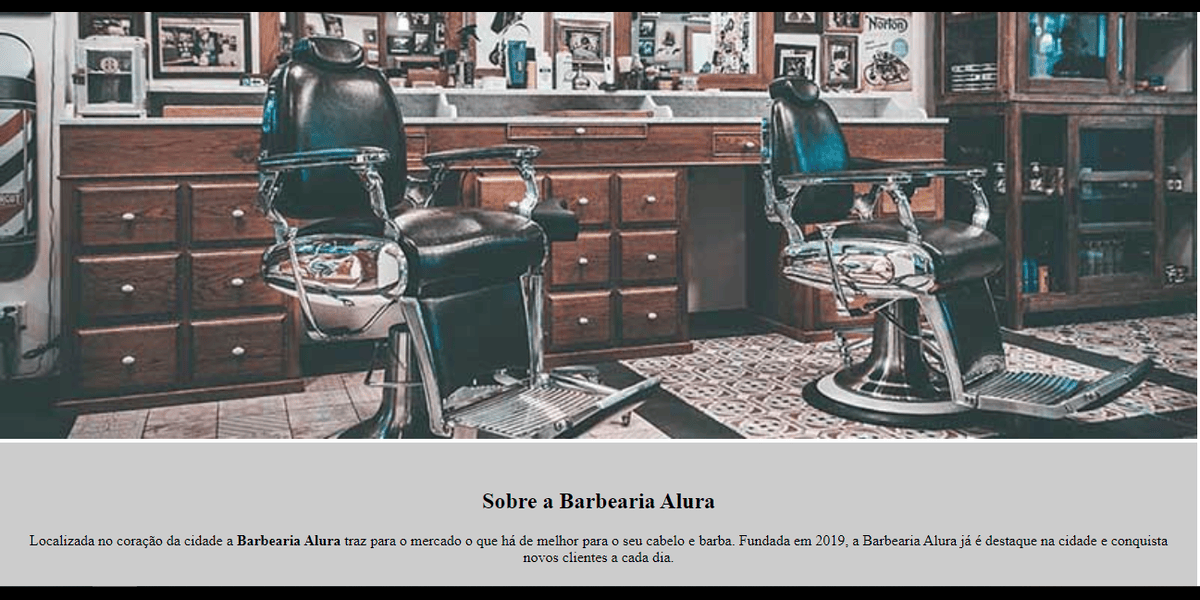 Norton
Sobre a Barbearia Alura
Localizada no coração da cidade a Barbearia Alura traz para o mercado o que há de melhor para o seu cabelo e barba. Fundada em 2019, a Barbearia Alura já é destaque na cidade e conquista
novos clientes a cada dia.